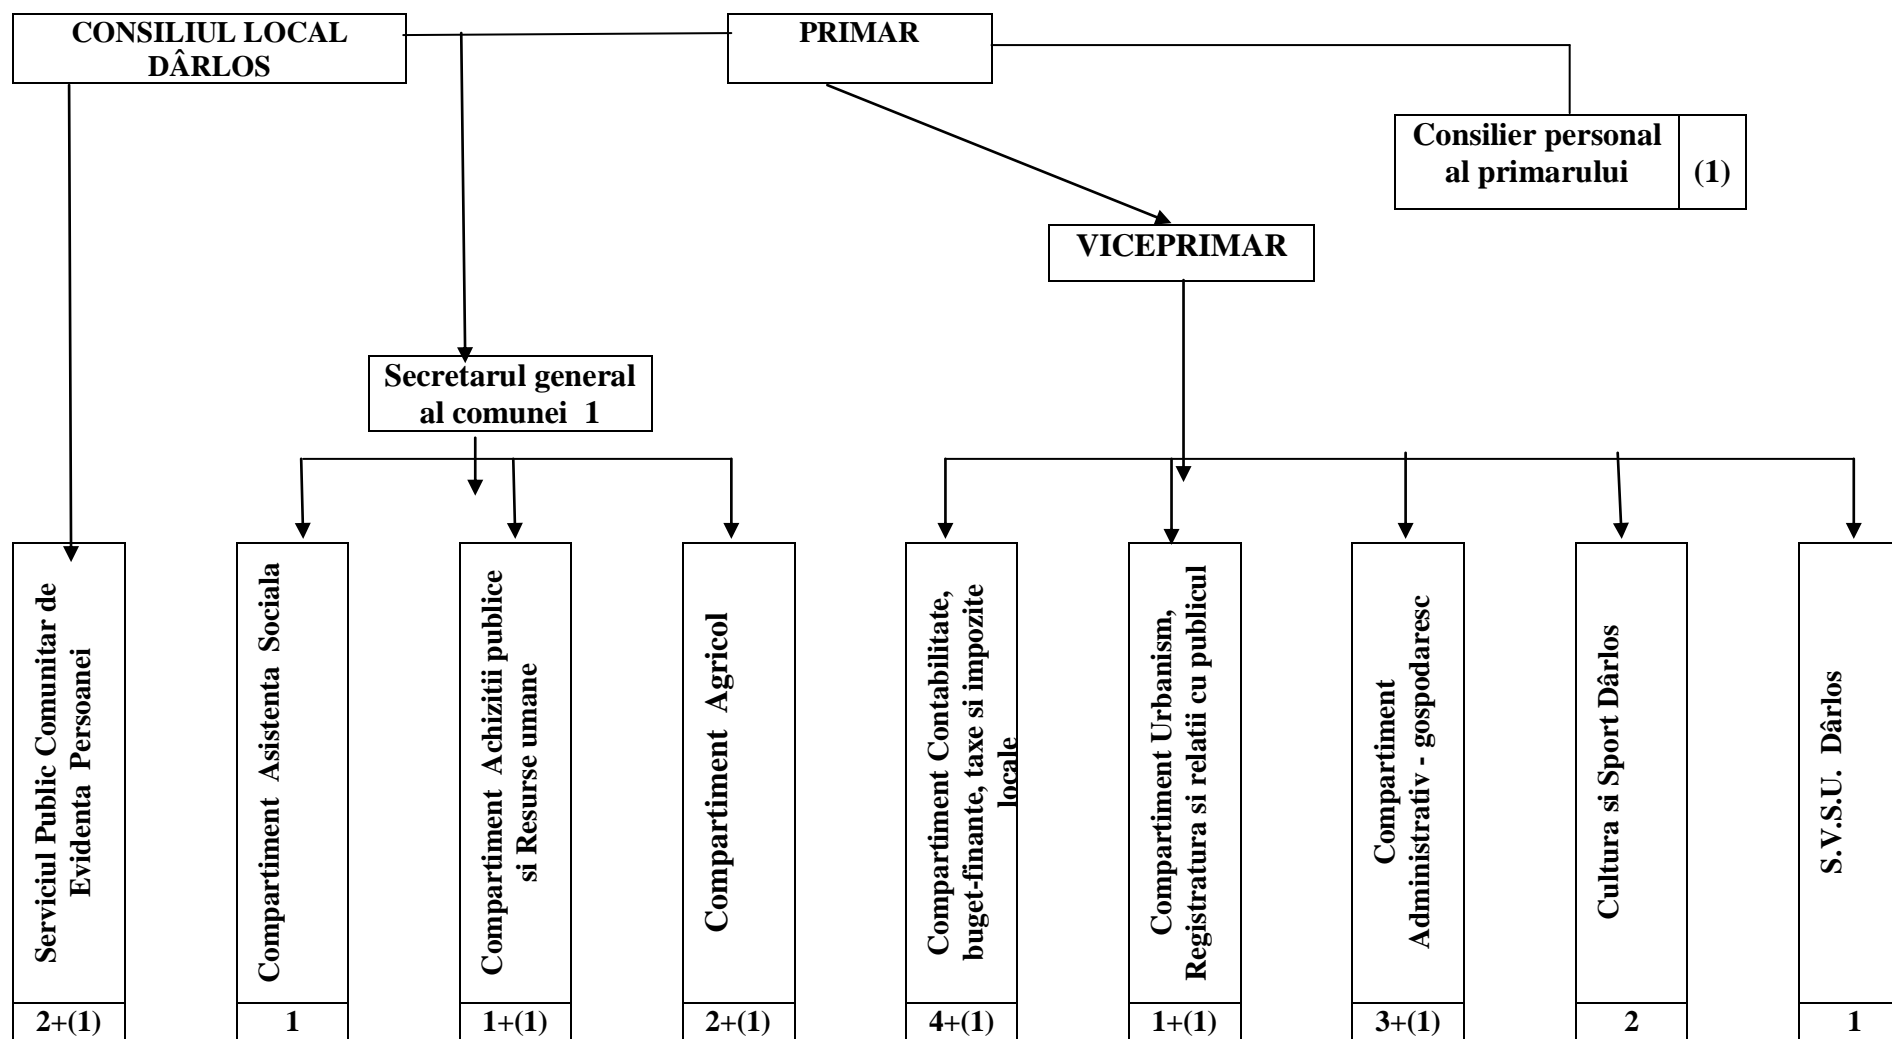 CONSILIUL LOCAL
DÂRLOS
PRIMAR
Consilier personal
al primarului
(1)
VICEPRIMAR
Secretarul general
al comunei 1
Serviciul Public Comunitar de
Evidenta Persoanei
2+(1)
Compartiment Asistenta Sociala
1
Compartiment Achizitii publice
si Resurse umane
1+(1)
Compartiment Agricol
2+(1)
Compartiment Contabilitate,
buget-finante, taxe si impozite
locale
4+(1)
Compartiment Urbanism,
Registratura si relatii cu publicul
1+(1)
Compartiment
Administrativ - gospodaresc
3+(1)
Cultura si Sport Dârlos
2
S.V.S.U. Dârlos
1